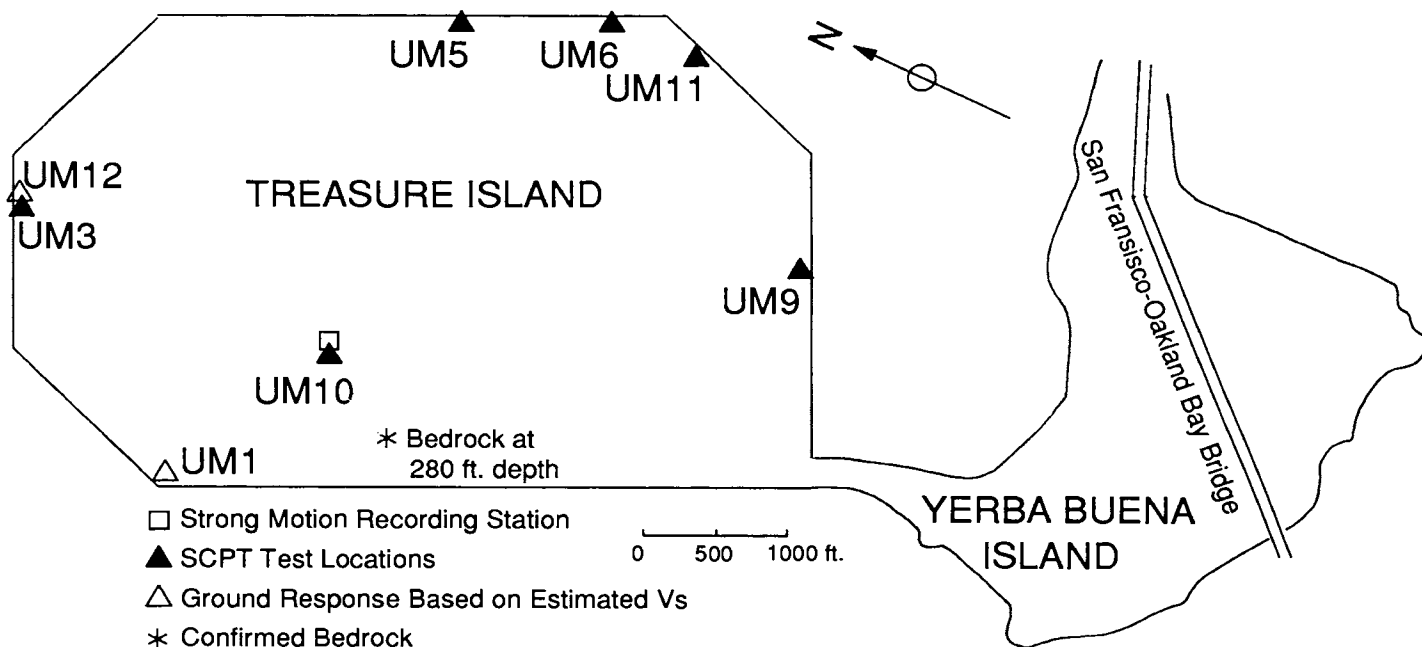 UM5
UM6
UM11
N
UM12
TREASURE ISLAND
UM3
San Fransisco-Oakland Bay Bridge
UM9
UM10
Bedrock at
280 ft. depth
UM1
Strong Motion Recording Station
SCPT Test Locations
Ground Response Based on Estimated Vs
Confirmed Bedrock
0 500 1000 ft.
YERBA BUENA
ISLAND